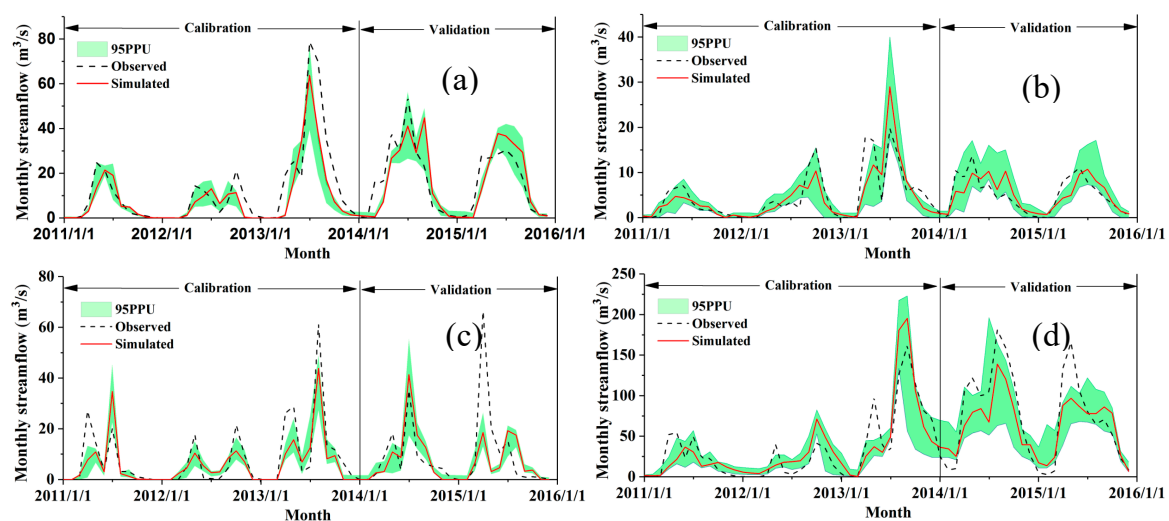 Calibration
Validation
95PPU
Observed
Simulated
(a)
Monthly streamflow (m³/s)
80
60
40
20
0
2011/1/1 2012/1/1 2013/1/1 2014/1/1 2015/1/1 2016/1/1
Month
Calibration
Validation
95PPU
Observed
Simulated
(b)
Monthly streamflow (m³/s)
40
30
20
10
0
2011/1/1 2012/1/1 2013/1/1 2014/1/1 2015/1/1 2016/1/1
Month
Calibration
Validation
95PPU
Observed
Simulated
(c)
Monthly streamflow (m³/s)
80
60
40
20
0
2011/1/1 2012/1/1 2013/1/1 2014/1/1 2015/1/1 2016/1/1
Month
Calibration
Validation
95PPU
Observed
Simulated
(d)
Monthly streamflow (m³/s)
250
200
150
100
50
0
2011/1/1 2012/1/1 2013/1/1 2014/1/1 2015/1/1 2016/1/1
Month